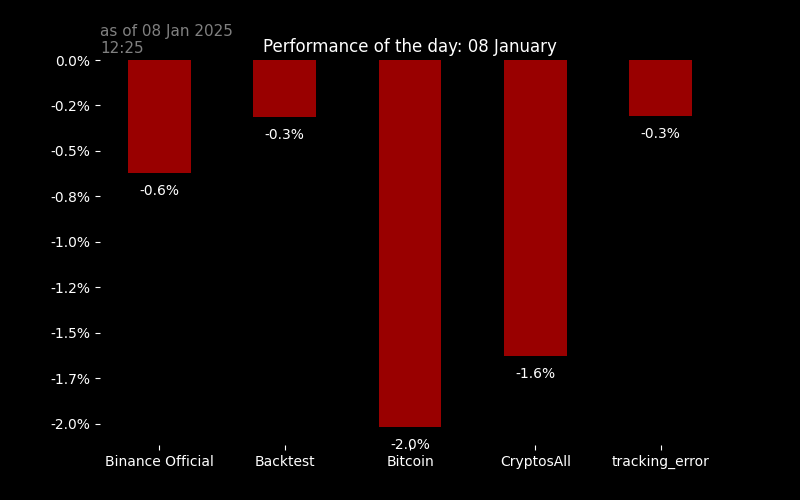 as of 08 Jan 2025
12:25
Performance of the day: 08 January
0.0%
-0.2%
-0.5%
-0.8%
-1.0%
-1.2%
-1.5%
-1.7%
-2.0%
-0.6%
-0.3%
-2.0%
-1.6%
-0.3%
Binance Official
Backtest
Bitcoin
CryptosAll
tracking_error